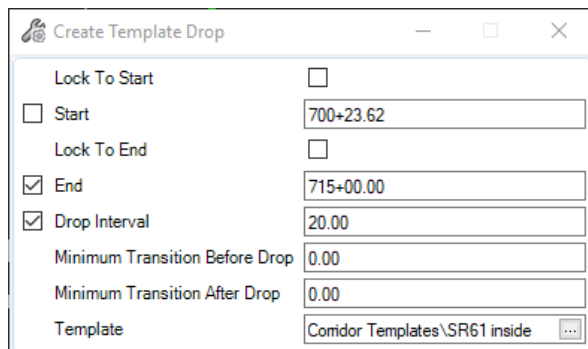 Create Template Drop
Lock To Start
Start 700+23.62
Lock To End
End 715+00.00
Drop Interval 20.00
Minimum Transition Before Drop 0.00
Minimum Transition After Drop 0.00
Template Corridor Templates\SR61 inside ...